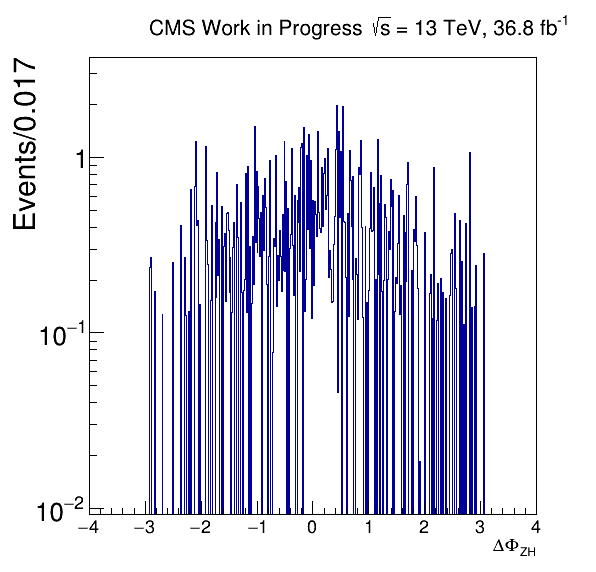 CMS Work in Progress √s = 13 TeV, 36.8 fb⁻¹
Events/0.017
1
10⁻¹
10⁻²
−4 −3 −2 −1 0 1 2 3 4
ΔΦ_ZH